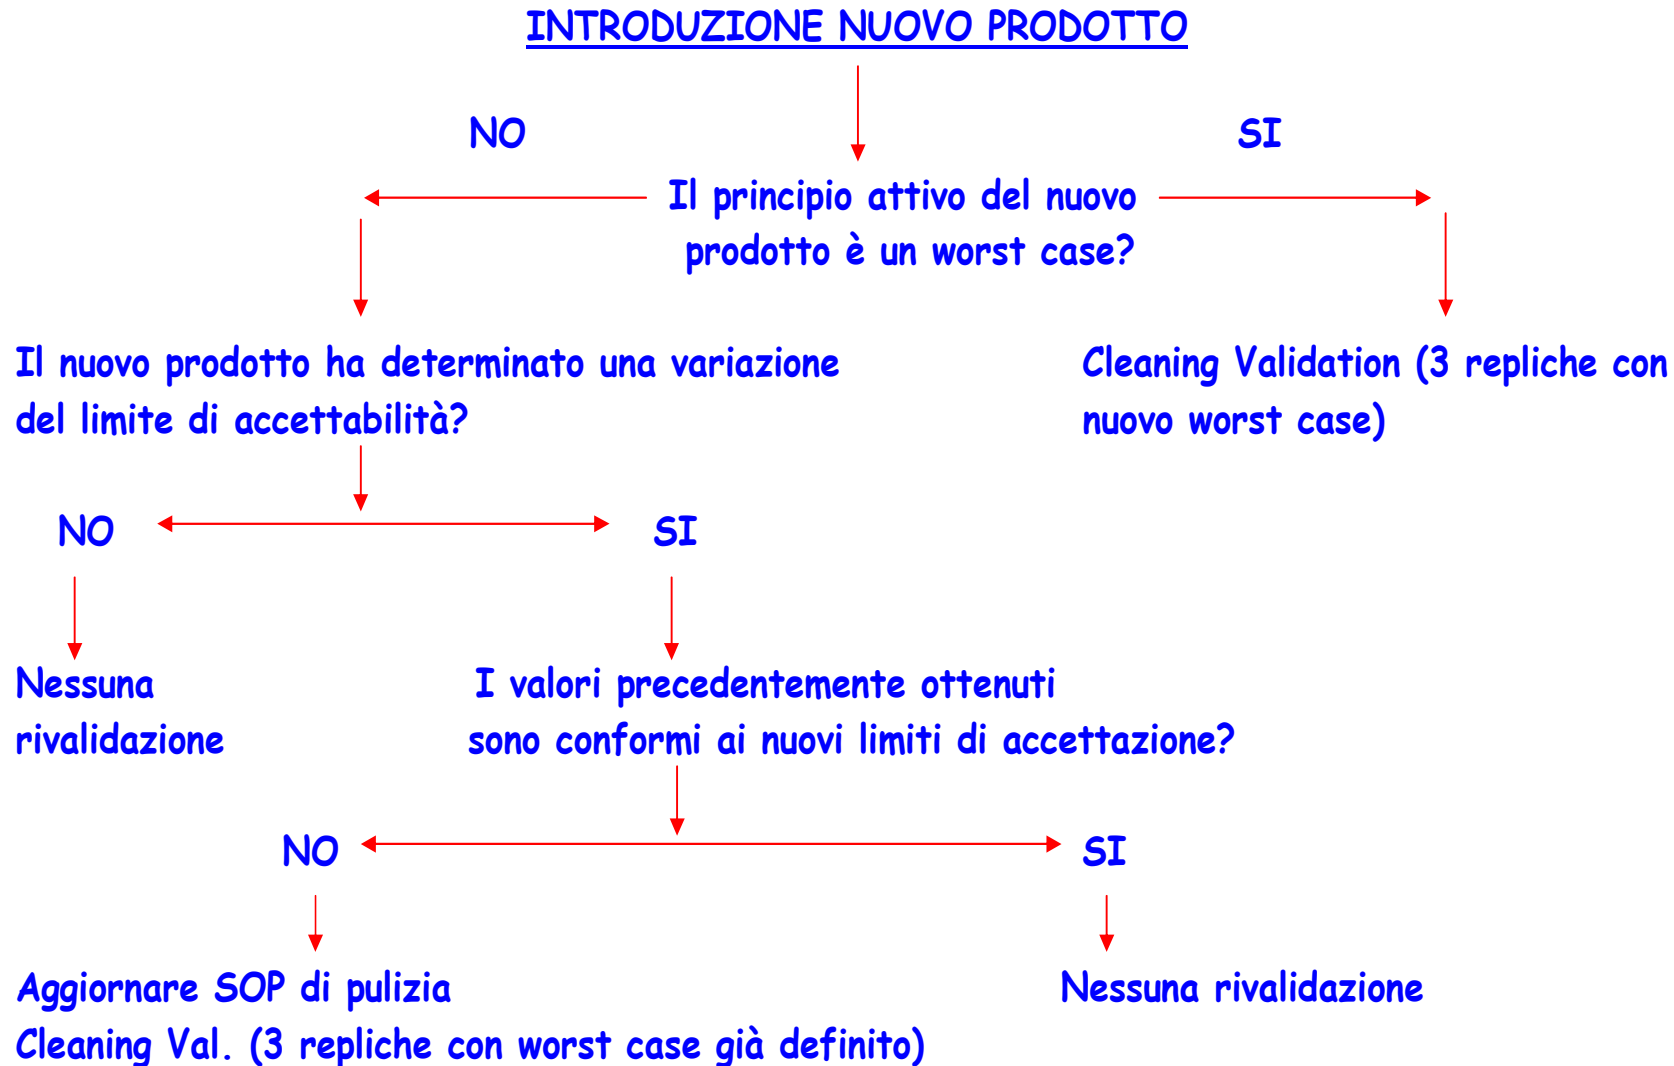 INTRODUZIONE NUOVO PRODOTTO
NO
SI
Il principio attivo del nuovo
prodotto è un worst case?
Il nuovo prodotto ha determinato una variazione
del limite di accettabilità?
Cleaning Validation (3 repliche con
nuovo worst case)
NO
SI
Nessuna
rivalidazione
I valori precedentemente ottenuti
sono conformi ai nuovi limiti di accettazione?
NO
SI
Aggiornare SOP di pulizia
Cleaning Val. (3 repliche con worst case già definito)
Nessuna rivalidazione